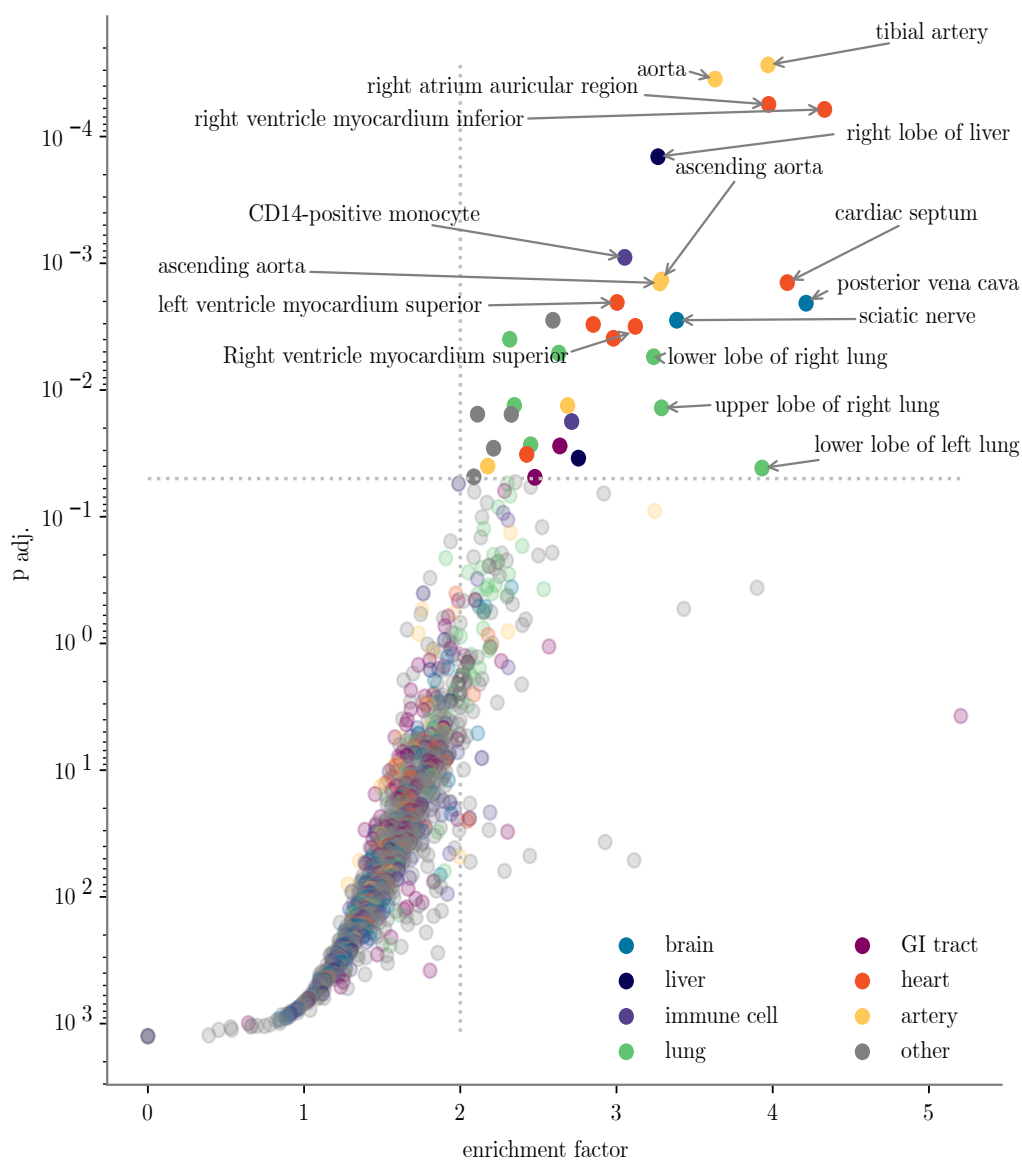 tibial artery
aorta
right atrium auricular region
right ventricle myocardium inferior
10^-4
right lobe of liver
ascending aorta
CD14-positive monocyte
cardiac septum
10^-3
ascending aorta
posterior vena cava
left ventricle myocardium superior
sciatic nerve
Right ventricle myocardium superior
lower lobe of right lung
10^-2
upper lobe of right lung
lower lobe of left lung
10^-1
p adj.
10^0
10^1
10^2
brain
GI tract
liver
heart
immune cell
artery
10^3
lung
other
0 1 2 3 4 5
enrichment factor